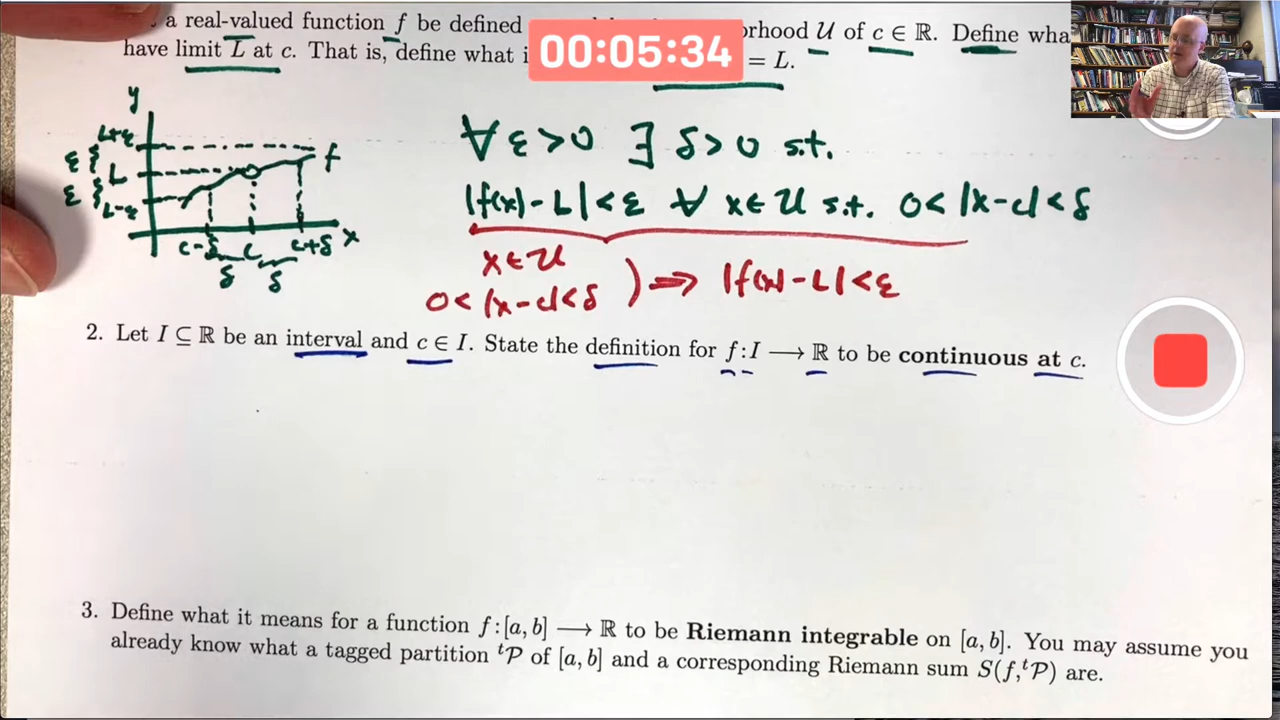 a real-valued function f be defined orhood 𝒰 of c ∈ ℝ. Define wha
have limit L at c. That is, define what i = L.
00:05:34
y
L+ε
ε
L
ε
L-ε
f
c-δ c c+δ x
δ δ
∀ ε>0 ∃ δ>0 s.t.
|f(x)-L|<ε ∀ x∈𝒰 s.t. 0<|x-c|<δ
x∈𝒰
0<|x-c|<δ ) ⟹ |f(x)-L|<ε
2. Let I ⊆ ℝ be an interval and c ∈ I. State the definition for f : I ⟶ ℝ to be continuous at c.
3. Define what it means for a function f : [a, b] ⟶ ℝ to be Riemann integrable on [a, b]. You may assume you
already know what a tagged partition ᵗ𝒫 of [a, b] and a corresponding Riemann sum S(f,ᵗ𝒫) are.